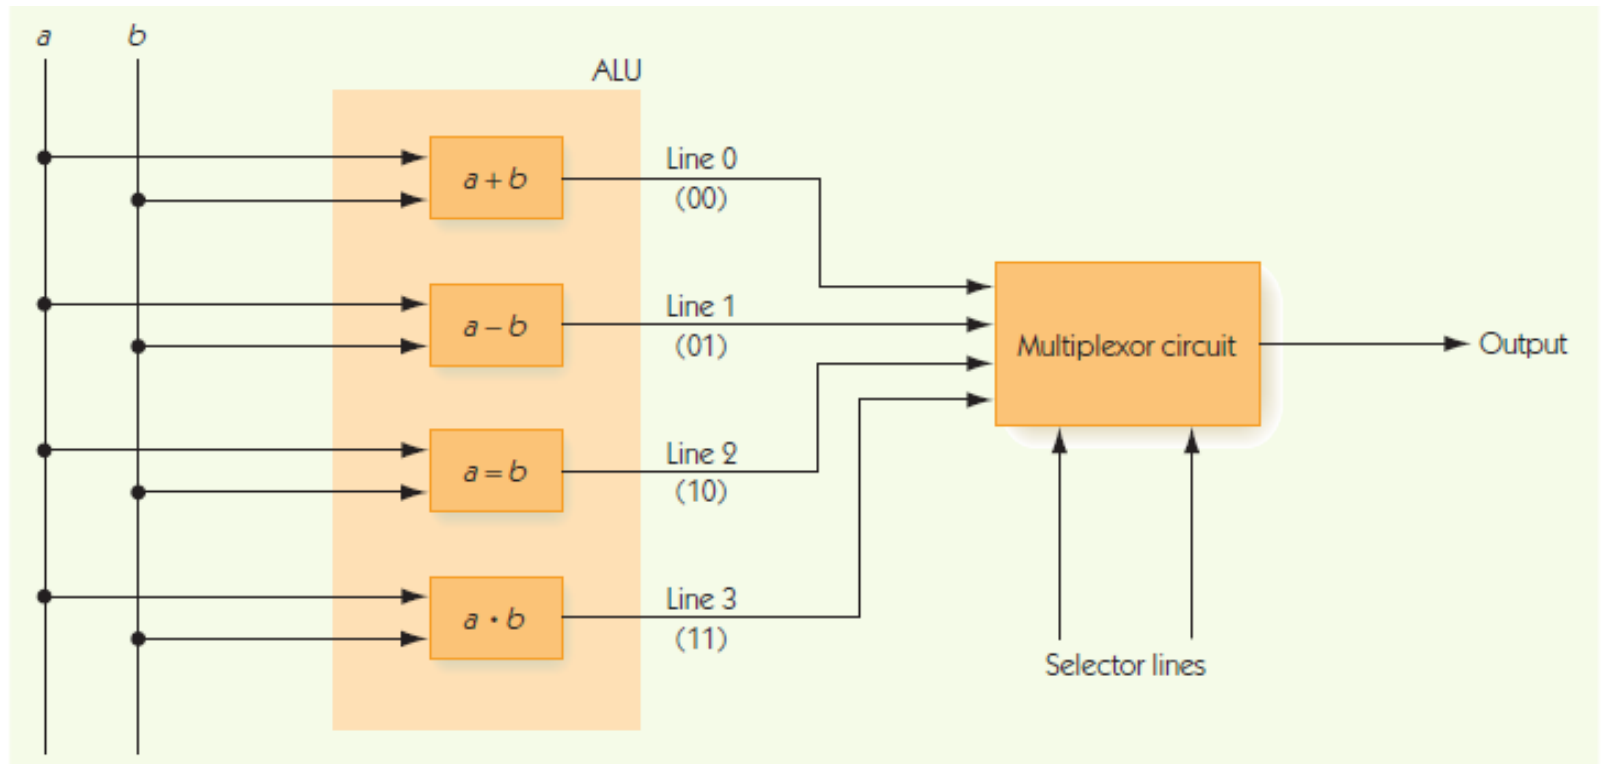 a b
ALU
a + b
Line 0
(00)
a – b
Line 1
(01)
Multiplexor circuit
Output
a = b
Line 2
(10)
a • b
Line 3
(11)
Selector lines